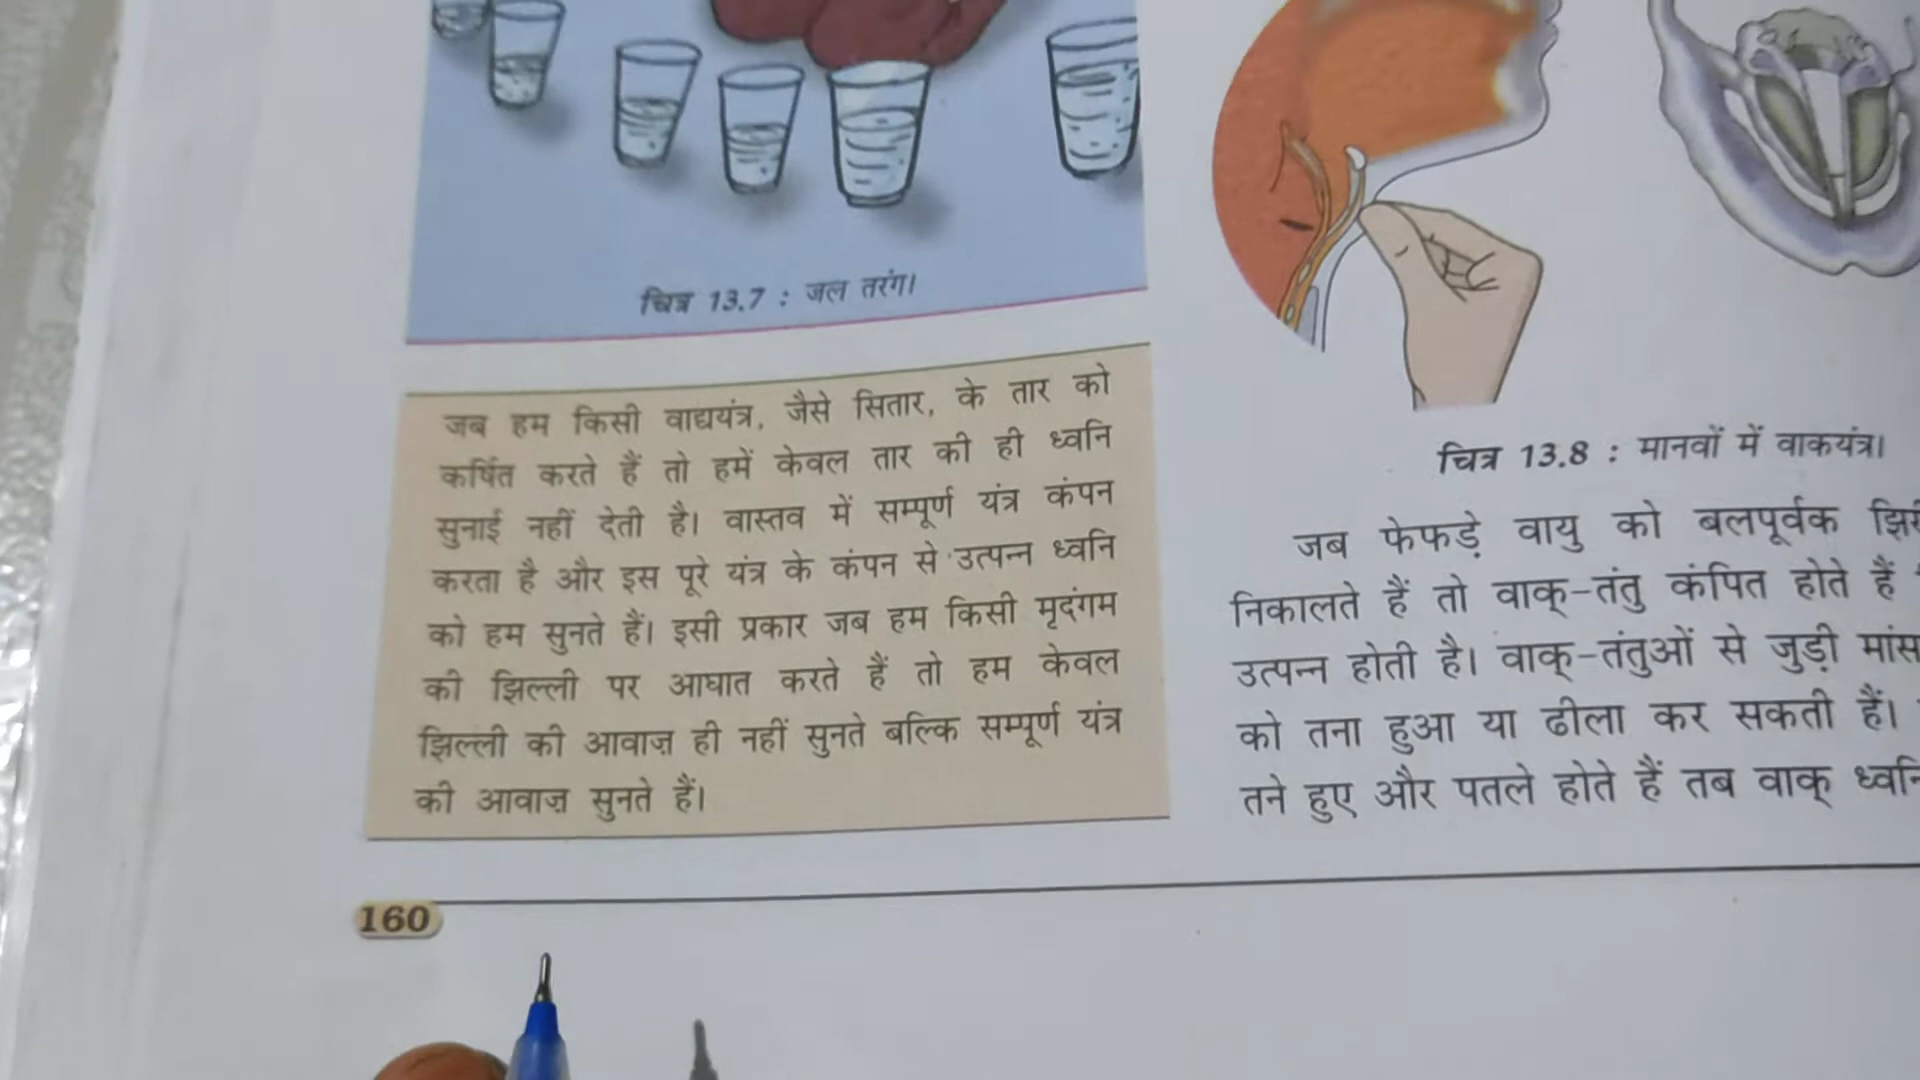 चित्र 13.7 : जल तरंग।
जब हम किसी वाद्ययंत्र, जैसे सितार, के तार को
कर्षित करते हैं तो हमें केवल तार की ही ध्वनि
सुनाई नहीं देती है। वास्तव में सम्पूर्ण यंत्र कंपन
करता है और इस पूरे यंत्र के कंपन से उत्पन्न ध्वनि
को हम सुनते हैं। इसी प्रकार जब हम किसी मृदंगम
की झिल्ली पर आघात करते हैं तो हम केवल
झिल्ली की आवाज़ ही नहीं सुनते बल्कि सम्पूर्ण यंत्र
की आवाज़ सुनते हैं।
160
चित्र 13.8 : मानवों में वाकयंत्र।
जब फेफड़े वायु को बलपूर्वक
निकालते हैं तो वाक्-तंतु कंपित होते हैं
उत्पन्न होती है। वाक्-तंतुओं से जुड़ी
को तना हुआ या ढीला कर सकती हैं।
तने हुए और पतले होते हैं तब वाक्